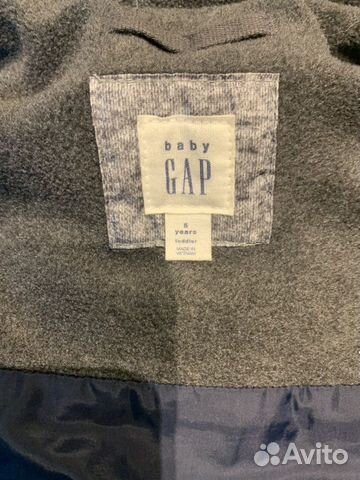 baby
GAP
5
years
toddler
MADE IN
VIETNAM
Avito